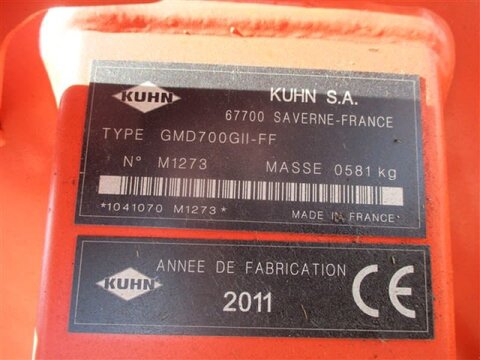 KUHN
KUHN S.A.
67700 SAVERNE-FRANCE
TYPE GMD700GII-FF
N° M1273 MASSE 0581 kg
*1041070 M1273* MADE IN FRANCE
KUHN
ANNEE DE FABRICATION
2011
CE